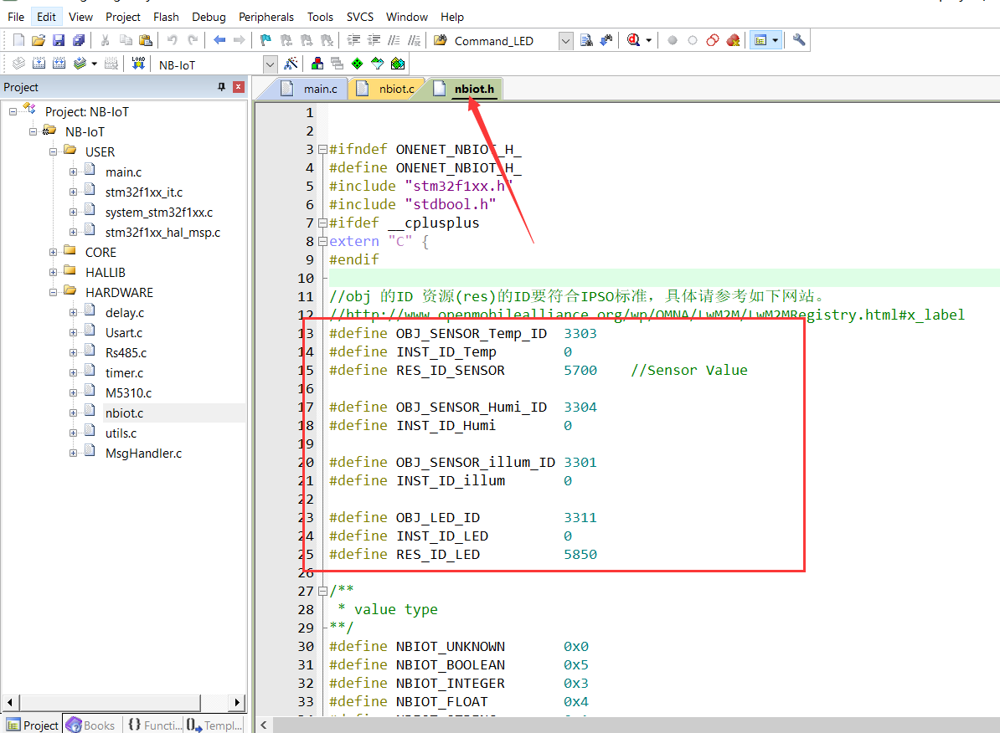 File Edit View Project Flash Debug Peripherals Tools SVCS Window Help
Command_LED
LOAD NB-IoT
Project
main.c nbiot.c nbiot.h
Project: NB-IoT
NB-IoT
USER
main.c
stm32f1xx_it.c
system_stm32f1xx.c
stm32f1xx_hal_msp.c
CORE
HALLIB
HARDWARE
delay.c
Usart.c
Rs485.c
timer.c
M5310.c
nbiot.c
utils.c
MsgHandler.c
Project Books {} Functi... Templ...
1
2
3 #ifndef ONENET_NBIOT_H_
4 #define ONENET_NBIOT_H_
5 #include "stm32f1xx.h"
6 #include "stdbool.h"
7 #ifdef __cplusplus
8 extern "C" {
9 #endif
10
11 //obj 的ID 资源(res)的ID要符合IPSO标准，具体请参考如下网站。
12 //http://www.openmobilealliance.org/wp/OMNA/LwM2M/LwM2MRegistry.html#x_label
13 #define OBJ_SENSOR_Temp_ID 3303
14 #define INST_ID_Temp 0
15 #define RES_ID_SENSOR 5700 //Sensor Value
16
17 #define OBJ_SENSOR_Humi_ID 3304
18 #define INST_ID_Humi 0
19
20 #define OBJ_SENSOR_illum_ID 3301
21 #define INST_ID_illum 0
22
23 #define OBJ_LED_ID 3311
24 #define INST_ID_LED 0
25 #define RES_ID_LED 5850
26
27 /**
28 * value type
29 **/
30 #define NBIOT_UNKNOWN 0x0
31 #define NBIOT_BOOLEAN 0x5
32 #define NBIOT_INTEGER 0x3
33 #define NBIOT_FLOAT 0x4